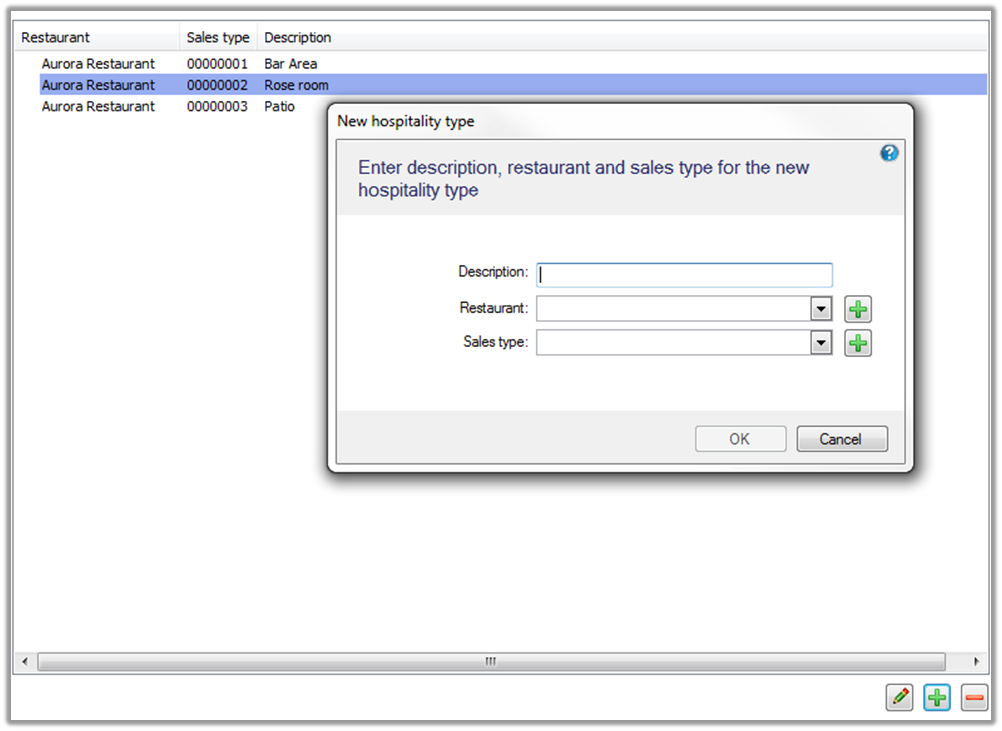 Restaurant Sales type Description
Aurora Restaurant 00000001 Bar Area
Aurora Restaurant 00000002 Rose room
Aurora Restaurant 00000003 Patio
New hospitality type
Enter description, restaurant and sales type for the new
hospitality type
Description:
Restaurant:
Sales type:
OK Cancel